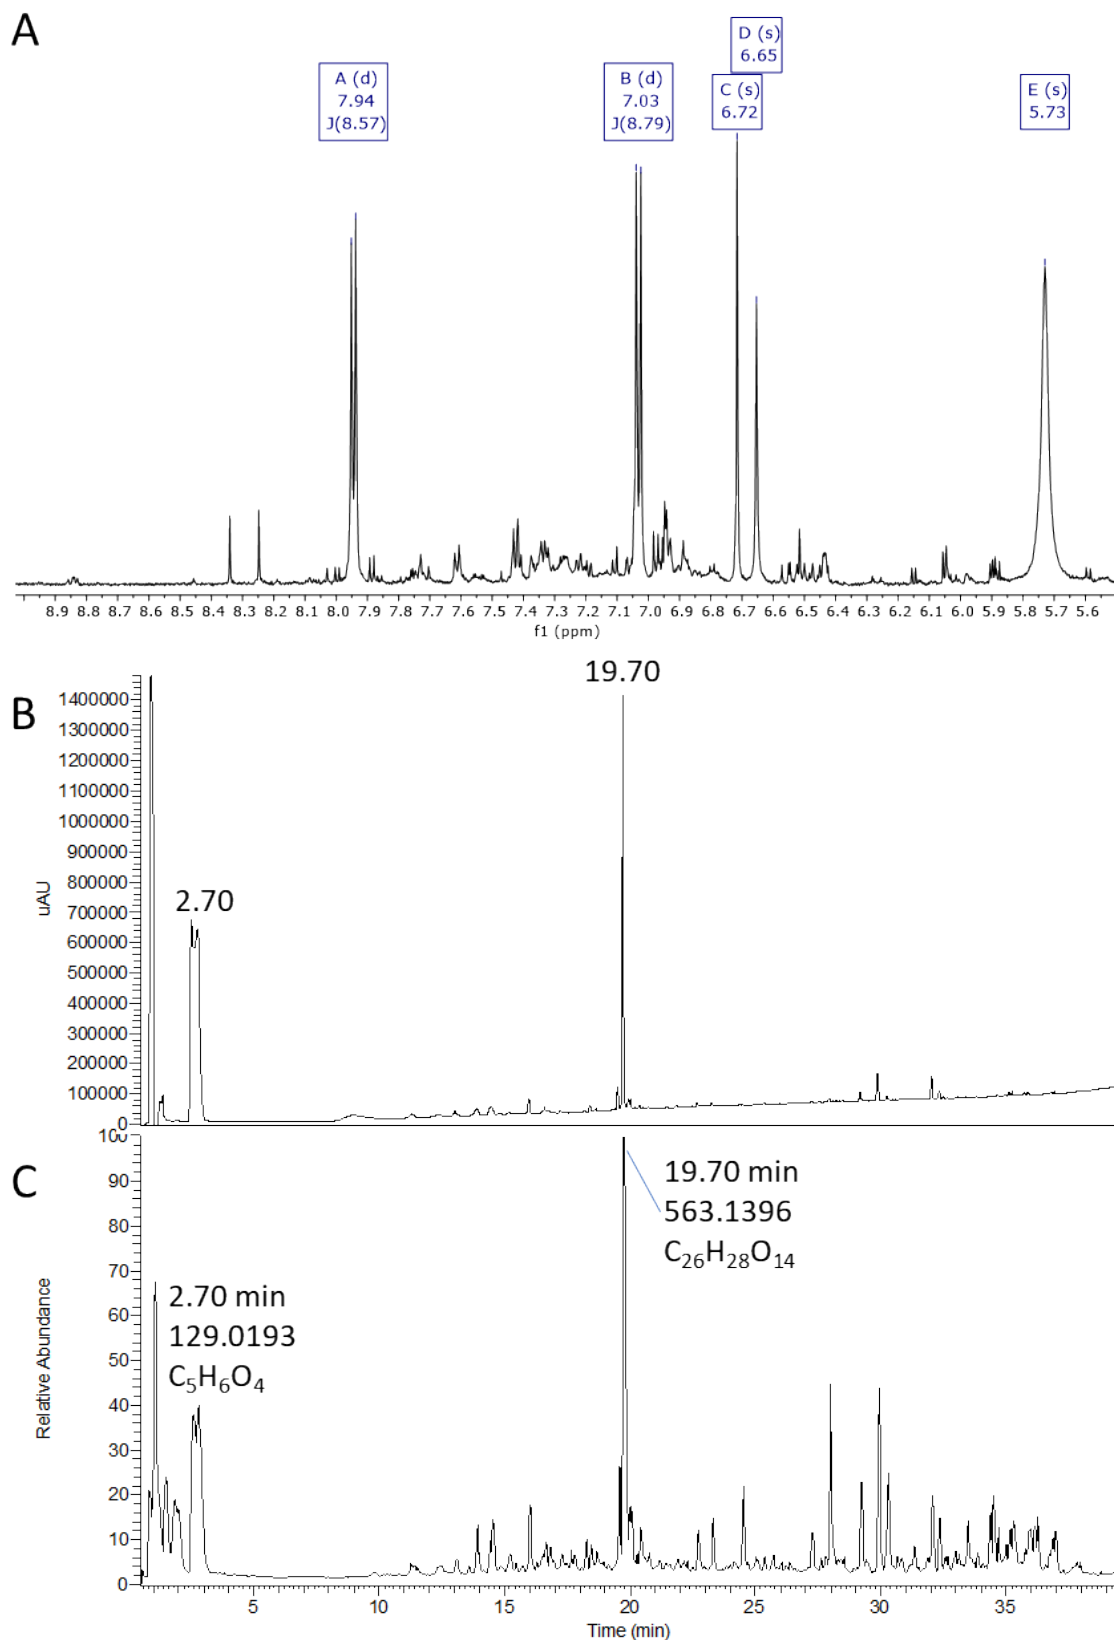 A
A (d)
7.94
J(8.57)
B (d)
7.03
J(8.79)
D (s)
6.65
C (s)
6.72
E (s)
5.73
8.9 8.8 8.7 8.6 8.5 8.4 8.3 8.2 8.1 8.0 7.9 7.8 7.7 7.6 7.5 7.4 7.3 7.2 7.1 7.0 6.9 6.8 6.7 6.6 6.5 6.4 6.3 6.2 6.1 6.0 5.9 5.8 5.7 5.6
f1 (ppm)
B
19.70
2.70
1400000
1300000
1200000
1100000
1000000
900000
800000
700000
600000
500000
400000
300000
200000
100000
0
uAU
C
100
90
80
70
60
50
40
30
20
10
0
Relative Abundance
2.70 min
129.0193
C5H6O4
19.70 min
563.1396
C26H28O14
5 10 15 20 25 30 35
Time (min)